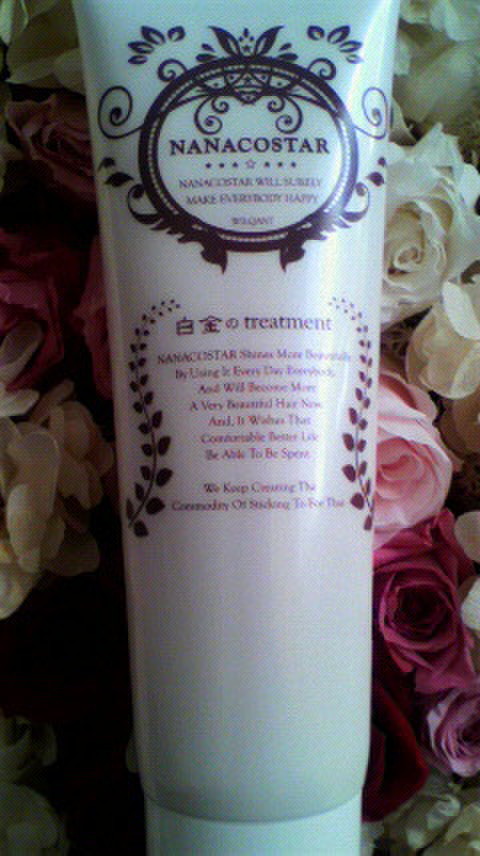 NANACOSTAR
NANACOSTAR WILL SURELY
MAKE EVERYBODY HAPPY
白金の treatment
NANACOSTAR Shines More Beautifully
By Using It Every Day Everybody,
And Will Become More
A Very Beautiful Hair Now.
And, It Wishes That
Comfortable Better Life
Be Able To Be Spent.
We Keep Creating The
Commodity Of Sticking To For That.